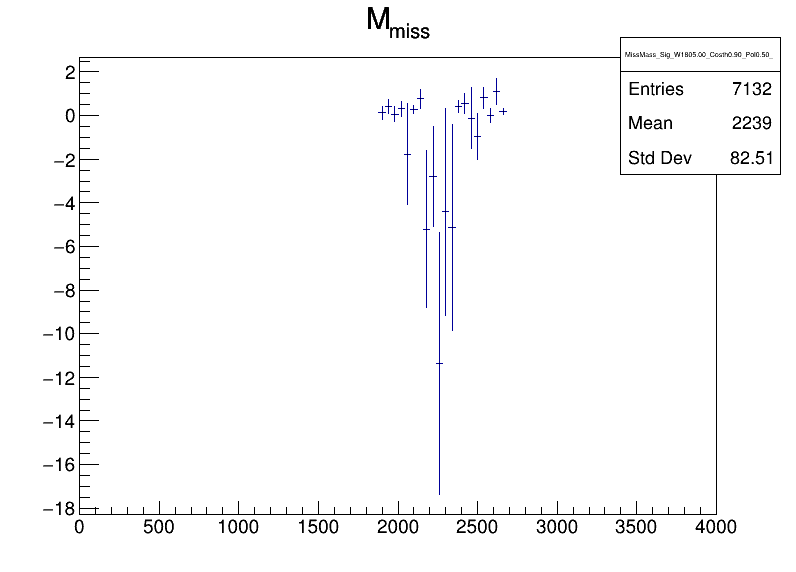 M_miss
MissMass_Sig_W1805.00_Costh0.90_Pol0.50_
Entries 7132
Mean 2239
Std Dev 82.51
2
0
−2
−4
−6
−8
−10
−12
−14
−16
−18
0 500 1000 1500 2000 2500 3000 3500 4000